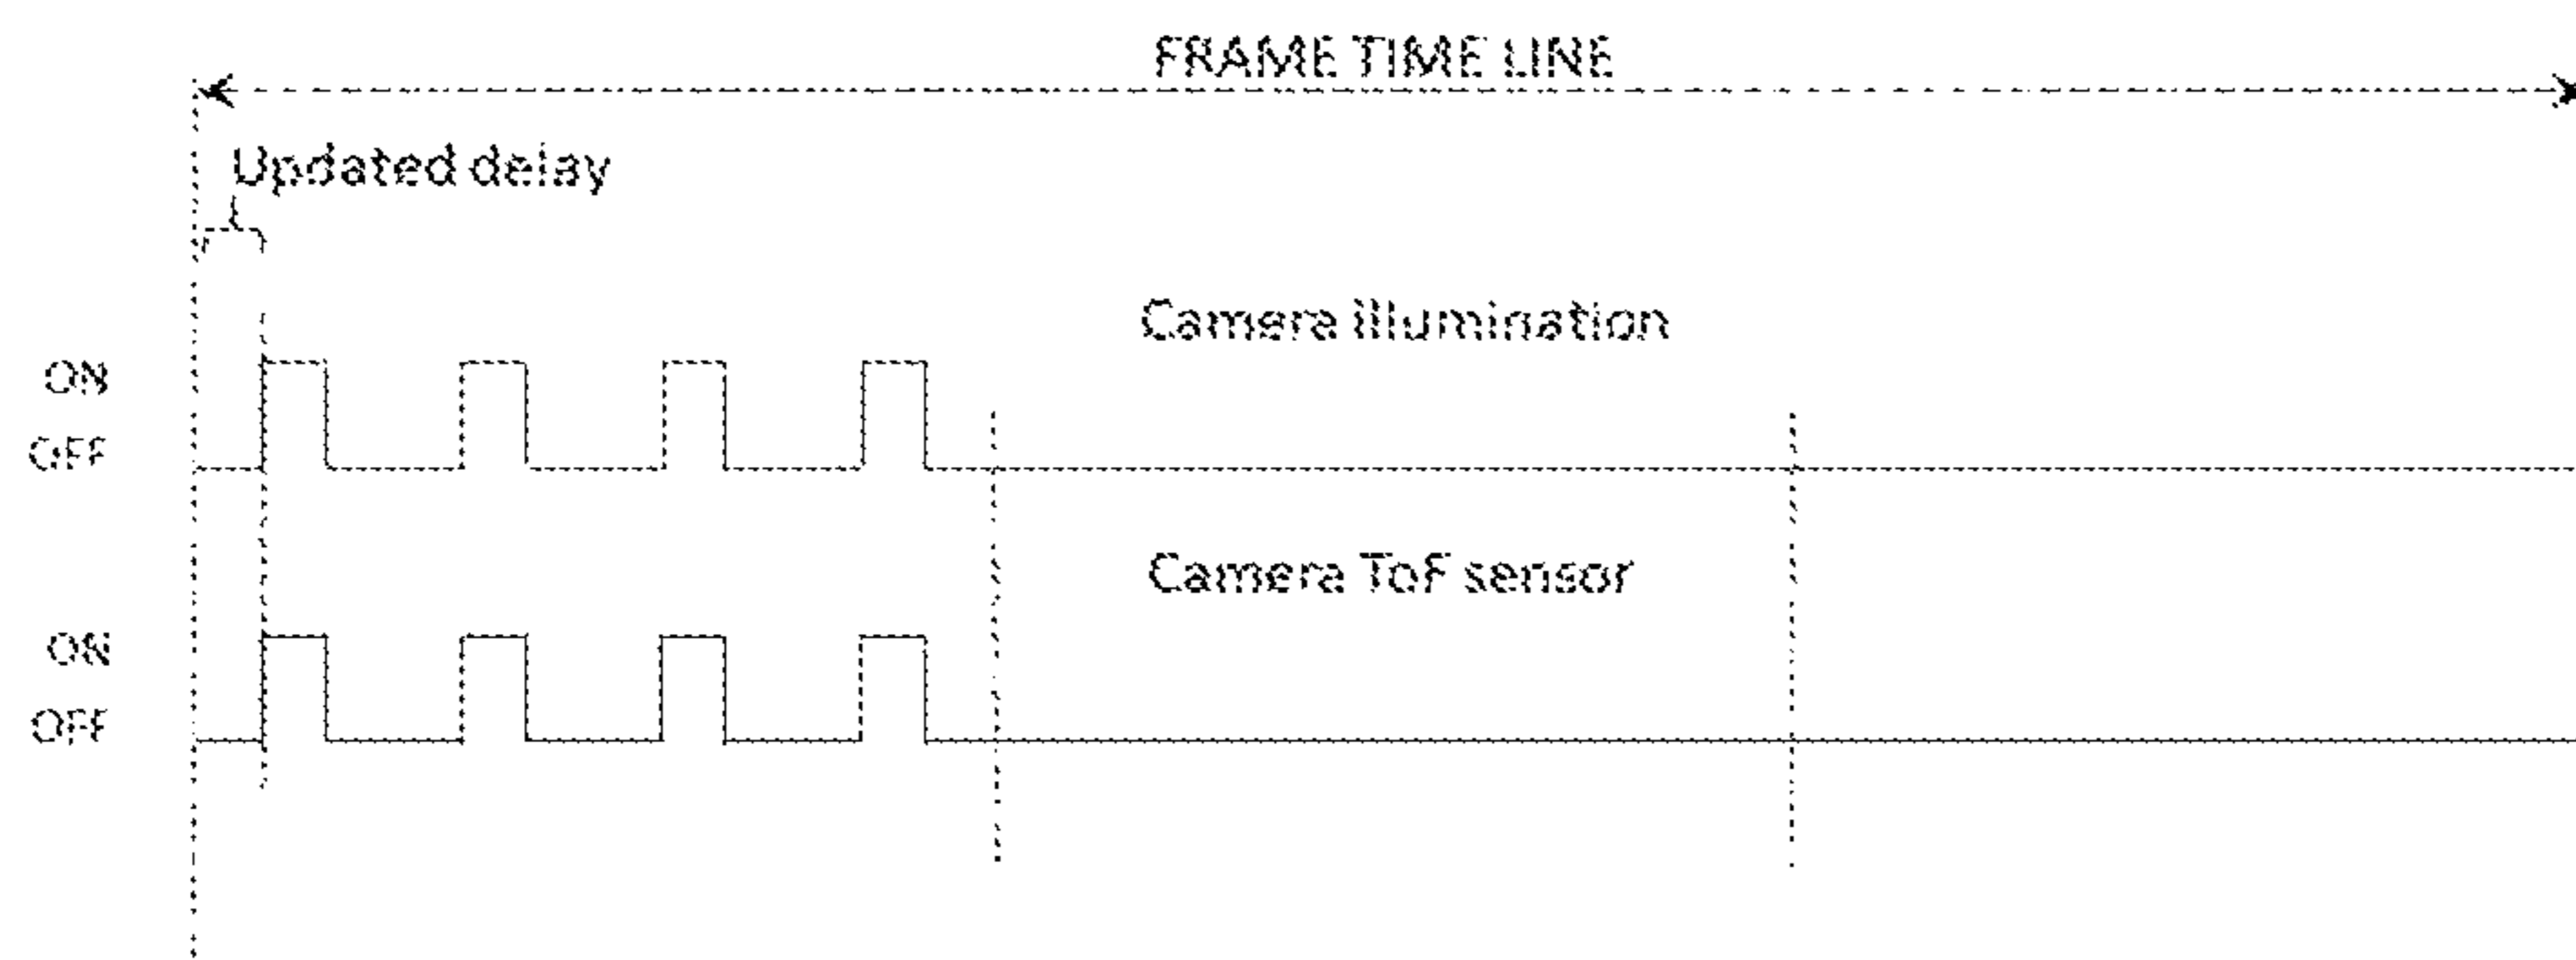 FRAME TIME LINE
Updated delay
Camera illumination
ON
OFF
Camera ToF sensor
ON
OFF